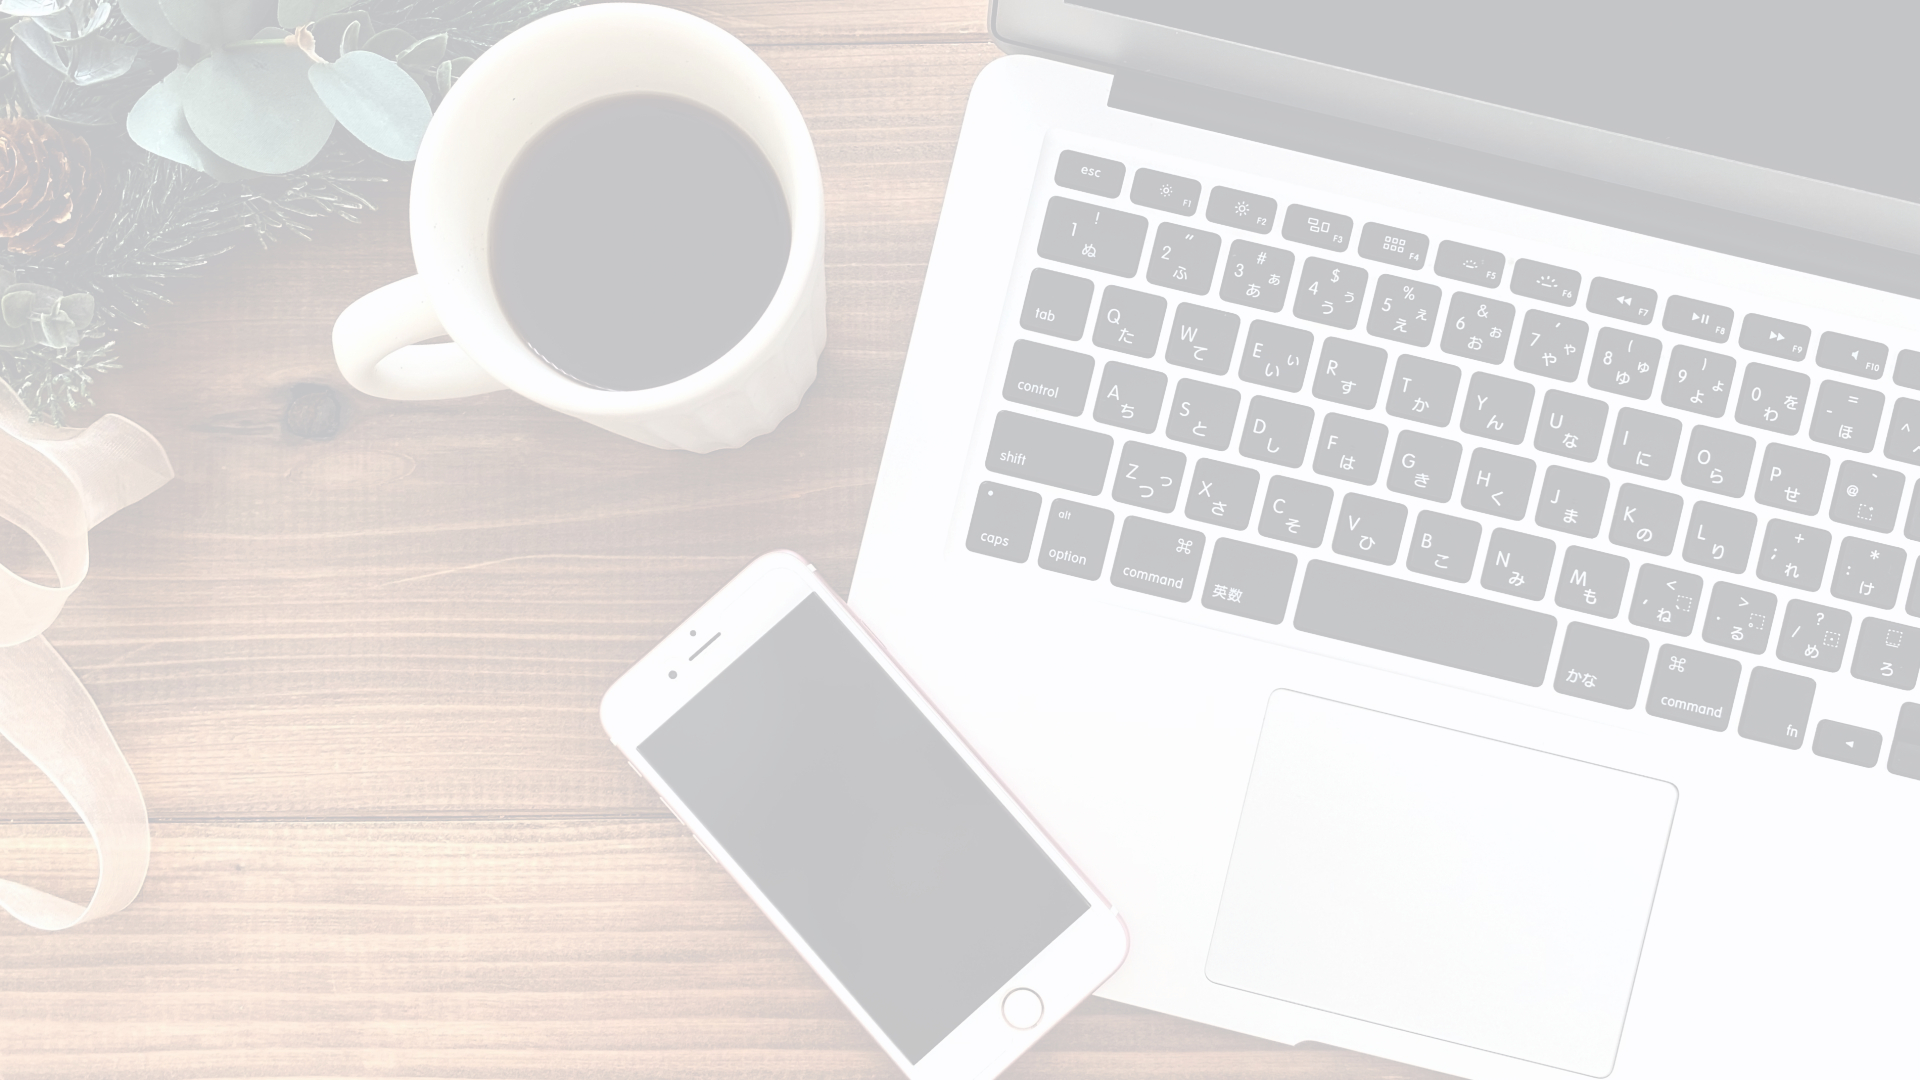 esc F1 F2 F3 F4 F5 F6 F7 F8 F9 F10
! 1 ぬ " 2 ふ # 3 ぁ あ $ 4 ぅ う % 5 ぇ え & 6 ぉ お ' 7 ゃ や ( 8 ゅ ゆ ) 9 ょ よ 0 を わ = - ほ ^
tab Q た W て E ぃ い R す T か Y ん U な I に O ら P せ ` @
control A ち S と D し F は G き H く J ま K の L り + ; れ * : け
shift Z っ つ X さ C そ V ひ B こ N み M も < , ね > . る ? / め ろ
caps alt option ⌘ command 英数 かな ⌘ command fn